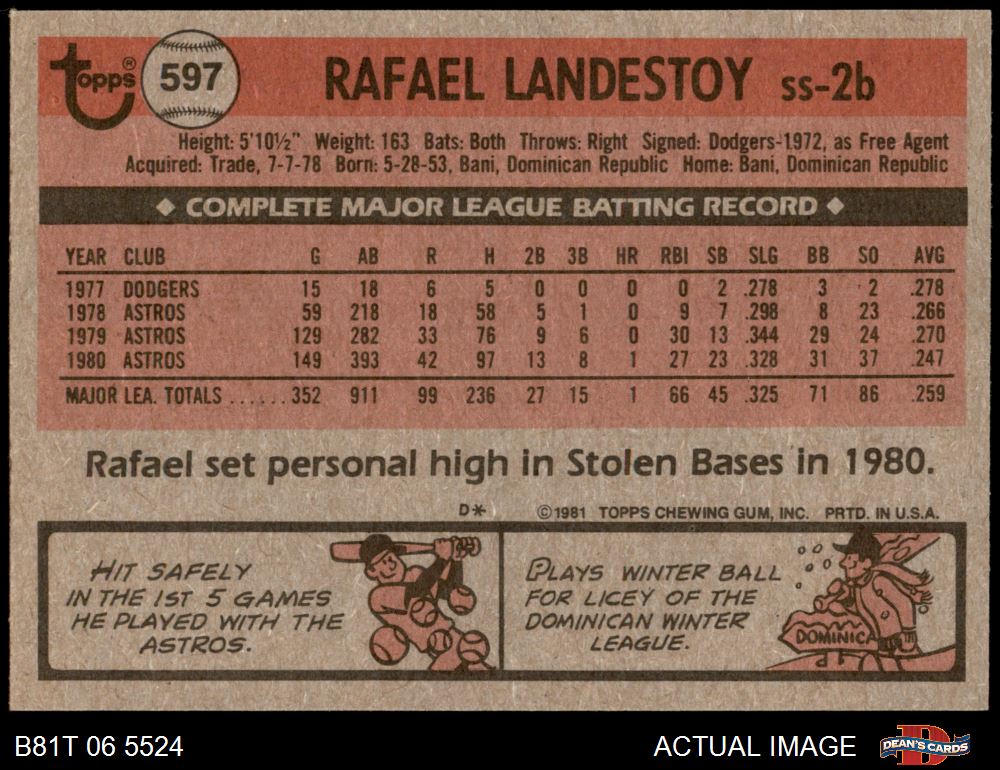 Topps® 597 RAFAEL LANDESTOY ss-2b
Height: 5'10½" Weight: 163 Bats: Both Throws: Right Signed: Dodgers-1972, as Free Agent
Acquired: Trade, 7-7-78 Born: 5-28-53, Bani, Dominican Republic Home: Bani, Dominican Republic
◆ COMPLETE MAJOR LEAGUE BATTING RECORD ◆
YEAR CLUB G AB R H 2B 3B HR RBI SB SLG BB SO AVG
1977 DODGERS 15 18 6 5 0 0 0 0 2 .278 3 2 .278
1978 ASTROS 59 218 18 58 5 1 0 9 7 .298 8 23 .266
1979 ASTROS 129 282 33 76 9 6 0 30 13 .344 29 24 .270
1980 ASTROS 149 393 42 97 13 8 1 27 23 .328 31 37 .247
MAJOR LEA. TOTALS ...... 352 911 99 236 27 15 1 66 45 .325 71 86 .259
Rafael set personal high in Stolen Bases in 1980.
D* ©1981 TOPPS CHEWING GUM, INC. PRTD. IN U.S.A.
HIT SAFELY
IN THE 1ST 5 GAMES
HE PLAYED WITH THE
ASTROS.
PLAYS WINTER BALL
FOR LICEY OF THE
DOMINICAN WINTER
LEAGUE.
DOMINICA
B81T 06 5524 ACTUAL IMAGE DEAN'S CARDS